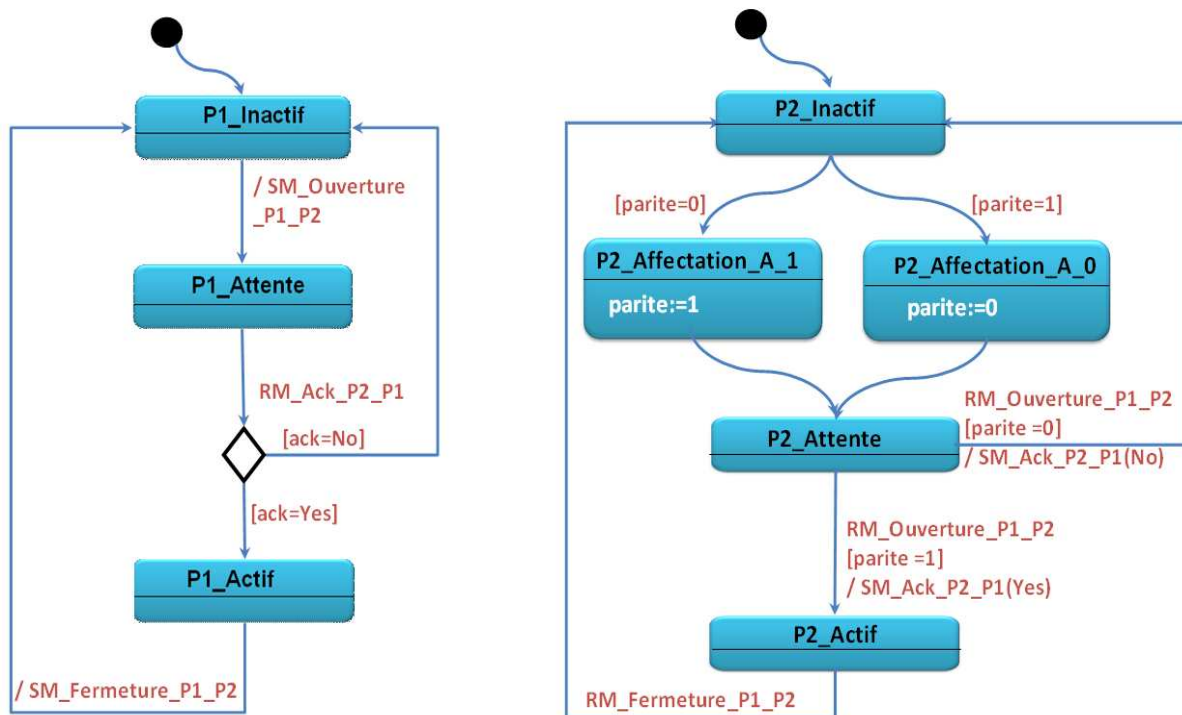 P1_Inactif
/ SM_Ouverture
_P1_P2
P1_Attente
RM_Ack_P2_P1
[ack=No]
[ack=Yes]
P1_Actif
/ SM_Fermeture_P1_P2
P2_Inactif
[parite=0]
[parite=1]
P2_Affectation_A_1
parite:=1
P2_Affectation_A_0
parite:=0
P2_Attente
RM_Ouverture_P1_P2
[parite =0]
/ SM_Ack_P2_P1(No)
RM_Ouverture_P1_P2
[parite =1]
/ SM_Ack_P2_P1(Yes)
P2_Actif
RM_Fermeture_P1_P2